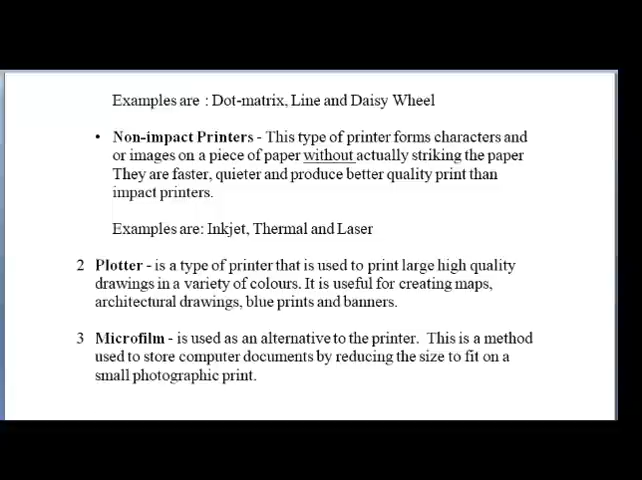 Examples are : Dot-matrix, Line and Daisy Wheel
• Non-impact Printers - This type of printer forms characters and
or images on a piece of paper without actually striking the paper
They are faster, quieter and produce better quality print than
impact printers.
Examples are: Inkjet, Thermal and Laser
2 Plotter - is a type of printer that is used to print large high quality
drawings in a variety of colours. It is useful for creating maps,
architectural drawings, blue prints and banners.
3 Microfilm - is used as an alternative to the printer. This is a method
used to store computer documents by reducing the size to fit on a
small photographic print.